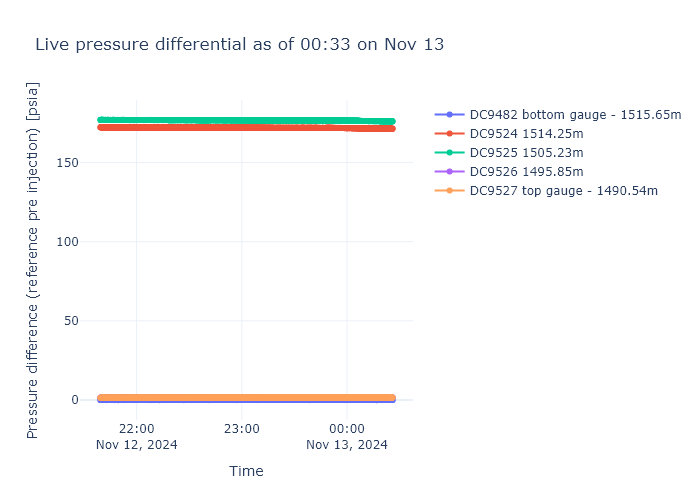 Live pressure differential as of 00:33 on Nov 13
Pressure difference (reference pre injection) [psia]
150
100
50
0
22:00
Nov 12, 2024
23:00
00:00
Nov 13, 2024
Time
DC9482 bottom gauge - 1515.65m
DC9524 1514.25m
DC9525 1505.23m
DC9526 1495.85m
DC9527 top gauge - 1490.54m